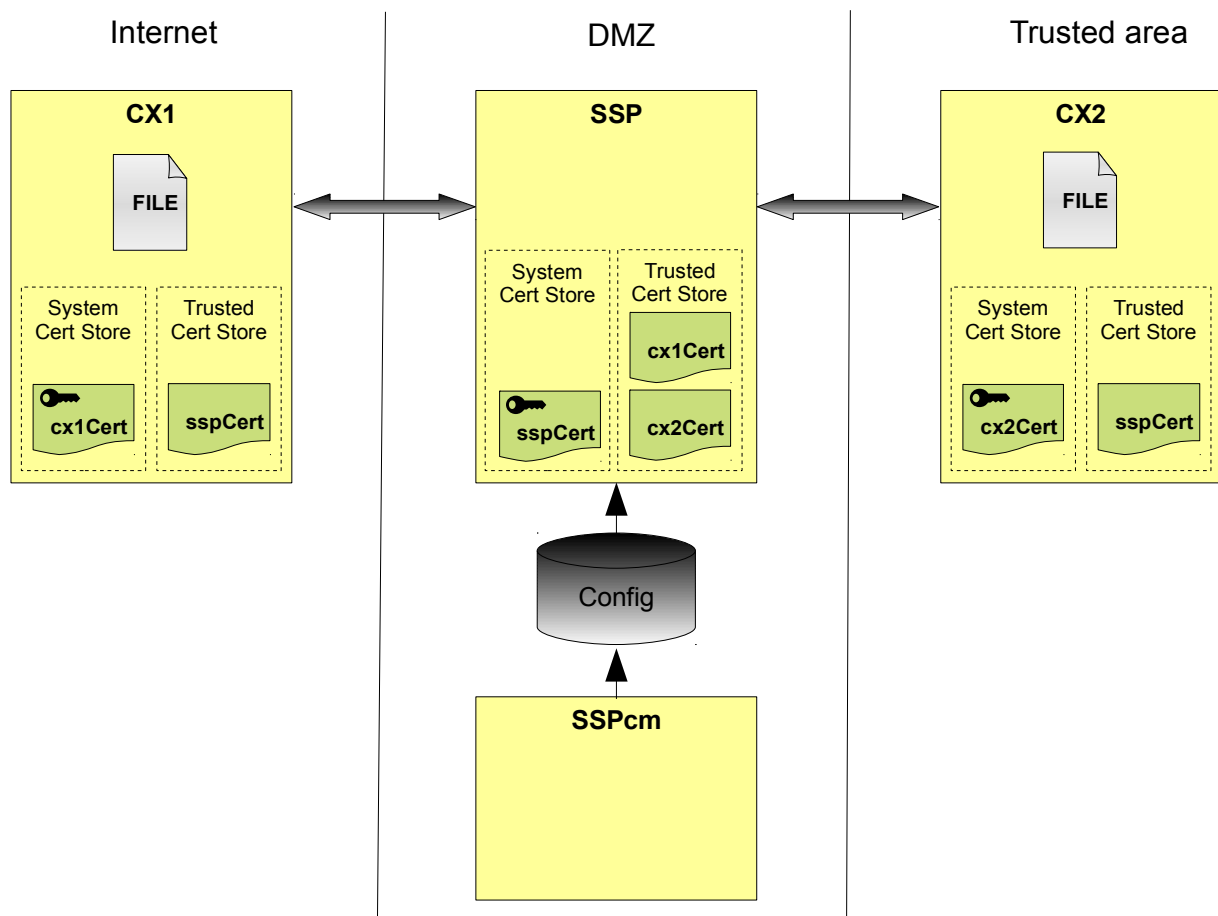 Internet
DMZ
Trusted area
CX1
FILE
System
Cert Store
Trusted
Cert Store
cx1Cert
sspCert
SSP
System
Cert Store
Trusted
Cert Store
cx1Cert
sspCert
cx2Cert
CX2
FILE
System
Cert Store
Trusted
Cert Store
cx2Cert
sspCert
Config
SSPcm